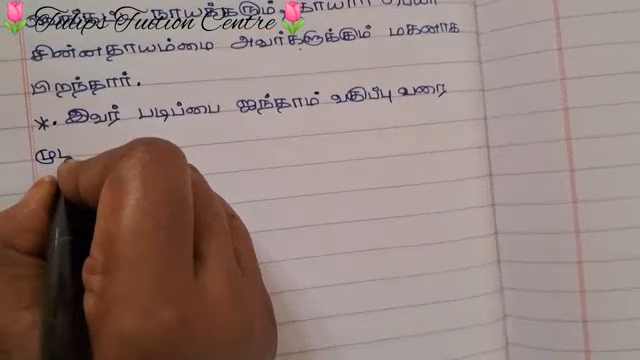 Tulips Tuition Centre
சின்னதாயம்மை அவர்களுக்கும் மகனாக
பிறந்தார்.
*. இவர் படிப்பை ஐந்தாம் வகுப்பு வரை
முடி